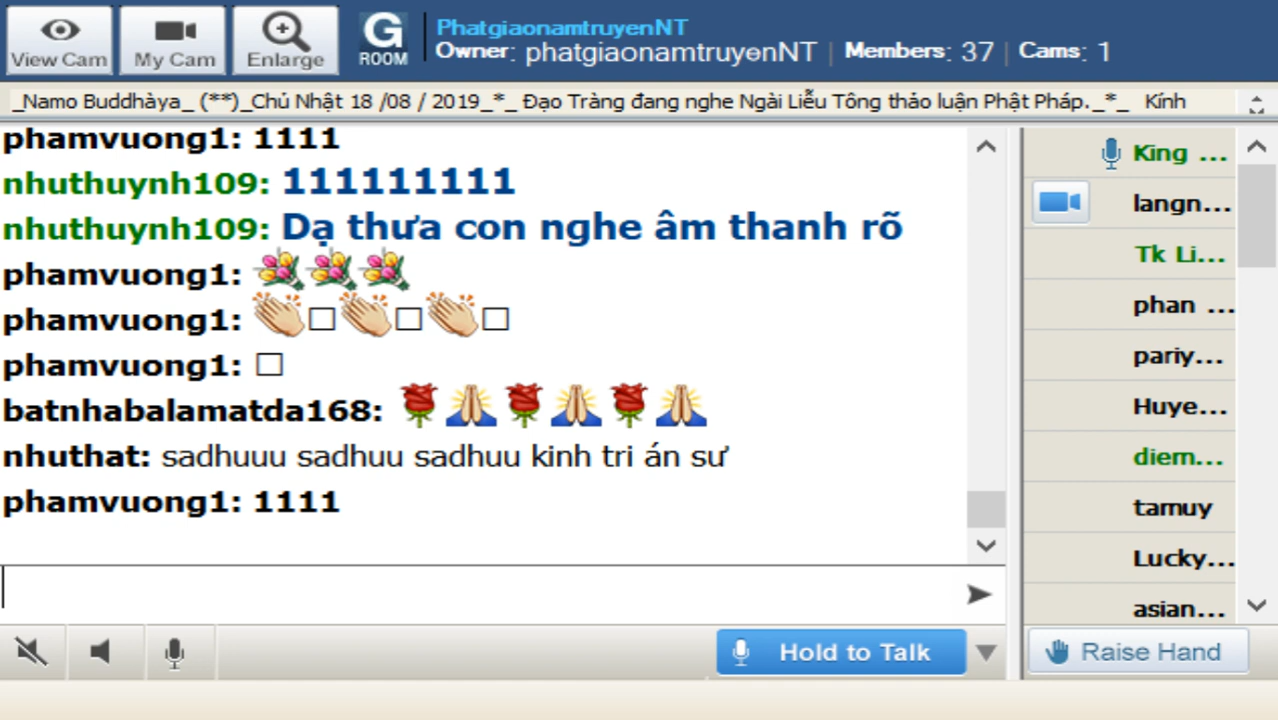 View Cam
My Cam
Enlarge
G
ROOM
PhatgiaonamtruyenNT
Owner: phatgiaonamtruyenNT | Members: 37 | Cams: 1
_Namo Buddhàya_ (**)_Chủ Nhật 18 /08 / 2019_*_ Đạo Tràng đang nghe Ngài Liễu Tông thảo luận Phật Pháp._*_ Kính
phamvuong1: 1111
nhuthuynh109: 111111111
nhuthuynh109: Dạ thưa con nghe âm thanh rõ
phamvuong1: 💐💐💐
phamvuong1: 👏□👏□👏□
phamvuong1: □
batnhabalamatda168: 🌹🙏🌹🙏🌹🙏
nhuthat: sadhuuu sadhuu sadhuu kinh tri án sư
phamvuong1: 1111
King ...
langn...
Tk Li...
phan ...
pariy...
Huye...
diem...
tamuy
Lucky...
asian...
Hold to Talk
Raise Hand